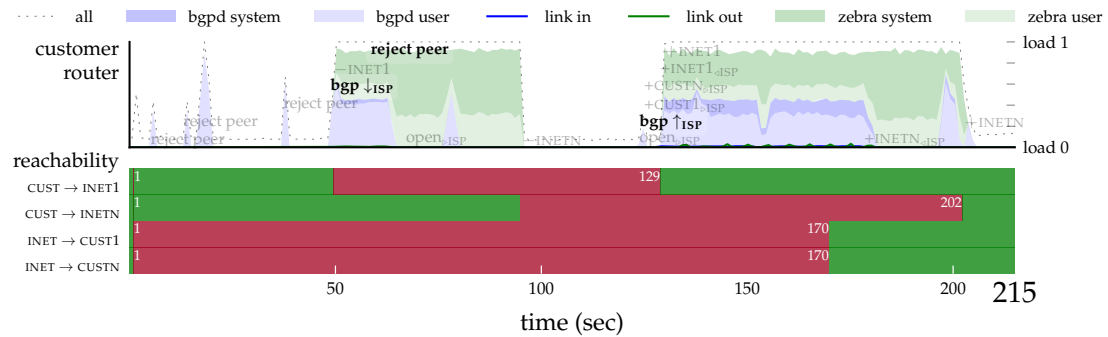 all bgpd system bgpd user link in link out zebra system zebra user
customer router
load 1
load 0
reject peer
+INET1
−INET1
+INET1◁ISP
bgp ↓ISP
+CUSTN▷ISP
reject peer
+CUST1▷ISP
reject peer
bgp ↑ISP
+INETN
reject peer
open▷ISP
−INETN
open▷ISP
+INETN◁ISP
reachability
CUST → INET1
1
129
CUST → INETN
1
202
INET → CUST1
1
170
INET → CUSTN
1
170
50 100 150 200 215
time (sec)